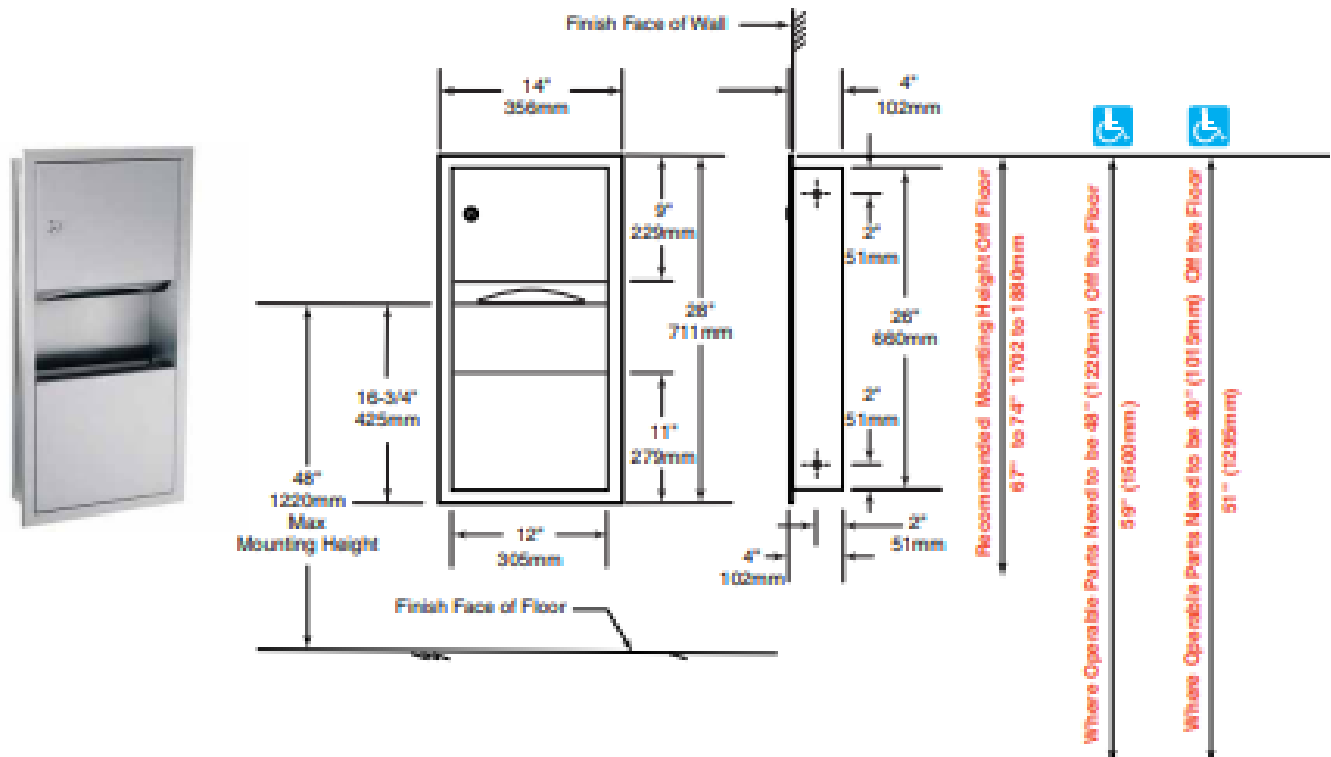 Finish Face of Wall
14"
356mm
4"
102mm
9"
229mm
2"
51mm
28"
711mm
26"
660mm
16-3/4"
425mm
2"
51mm
11"
279mm
48"
1220mm
Max
Mounting Height
12"
305mm
2"
51mm
4"
102mm
Finish Face of Floor
Recommended Mounting Height Off Floor
67" to 74" 1702 to 1880mm
Where Operable Parts Need to be 48" (1220mm) Off the Floor
59" (1500mm)
Where Operable Parts Need to be 40" (1015mm) Off the Floor
51" (1295mm)